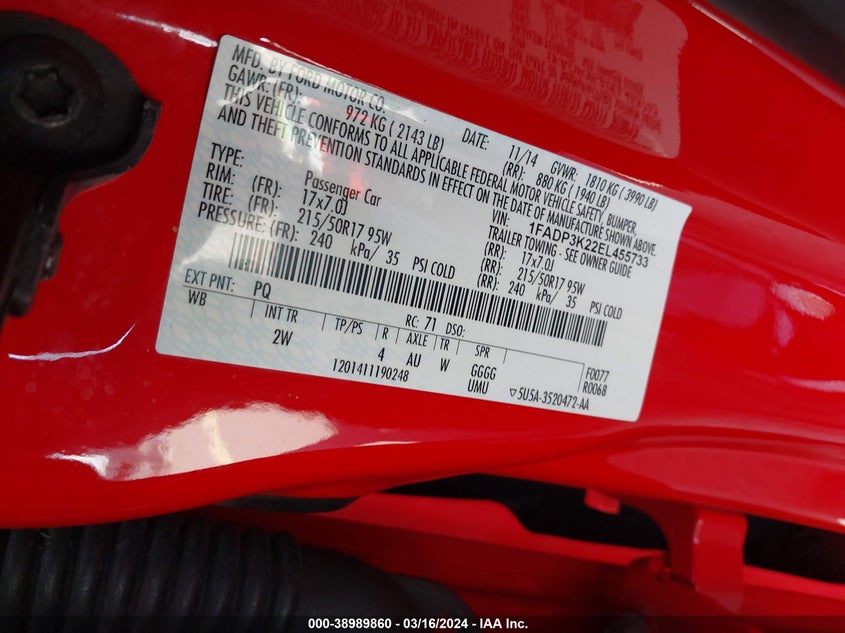 MFD. BY FORD MOTOR CO. DATE: 11/14 GVWR: 1810 KG ( 3990 LB)
GAWR: (FR): 972 KG ( 2143 LB) (RR): 880 KG (1940 LB)
THIS VEHICLE CONFORMS TO ALL APPLICABLE FEDERAL MOTOR VEHICLE SAFETY, BUMPER
AND THEFT PREVENTION STANDARDS IN EFFECT ON THE DATE OF MANUFACTURE SHOWN ABOVE.
VIN: 1FADP3K22EL455733
TYPE: Passenger Car TRAILER TOWING - SEE OWNER GUIDE
RIM: (FR): 17x7.0J (RR): 17x7.0J
TIRE: (FR): 215/50R17 95W (RR): 215/50R17 95W
PRESSURE: (FR): 240 kPa/ 35 PSI COLD (RR): 240 kPa/ 35 PSI COLD
EXT PNT: PQ RC: 71 DSO:
WB INT TR TP/PS R AXLE TR SPR F0077
2W 4 AU W GGGG R0068
1201411190248 UMU ▽5U5A-3520472-AA
000-38989860 - 03/16/2024 - IAA Inc.